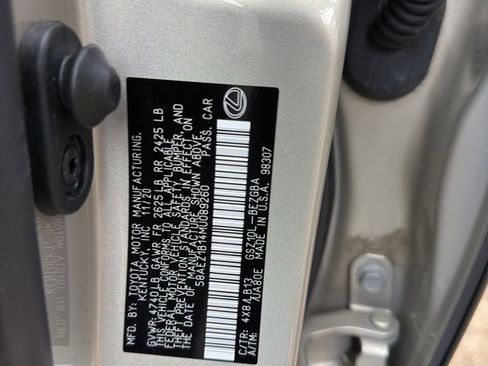 MFD. BY: TOYOTA MOTOR MANUFACTURING,
KENTUCKY, INC 11/20
GVWR 4725 LB GAWR FR 2625 LB RR 2425 LB
THIS VEHICLE CONFORMS TO ALL APPLICABLE
FEDERAL MOTOR VEHICLE SAFETY, BUMPER, AND
THEFT PREVENTION STANDARDS IN EFFECT ON
THE DATE OF MANUFACTURE SHOWN ABOVE.
58AEZ1B14MU089260 PASS. CAR
GSZ10L-BEZGBA
C/TR: 4X8/LB13
A/TM: /UA80E MADE IN U.S.A. 98307